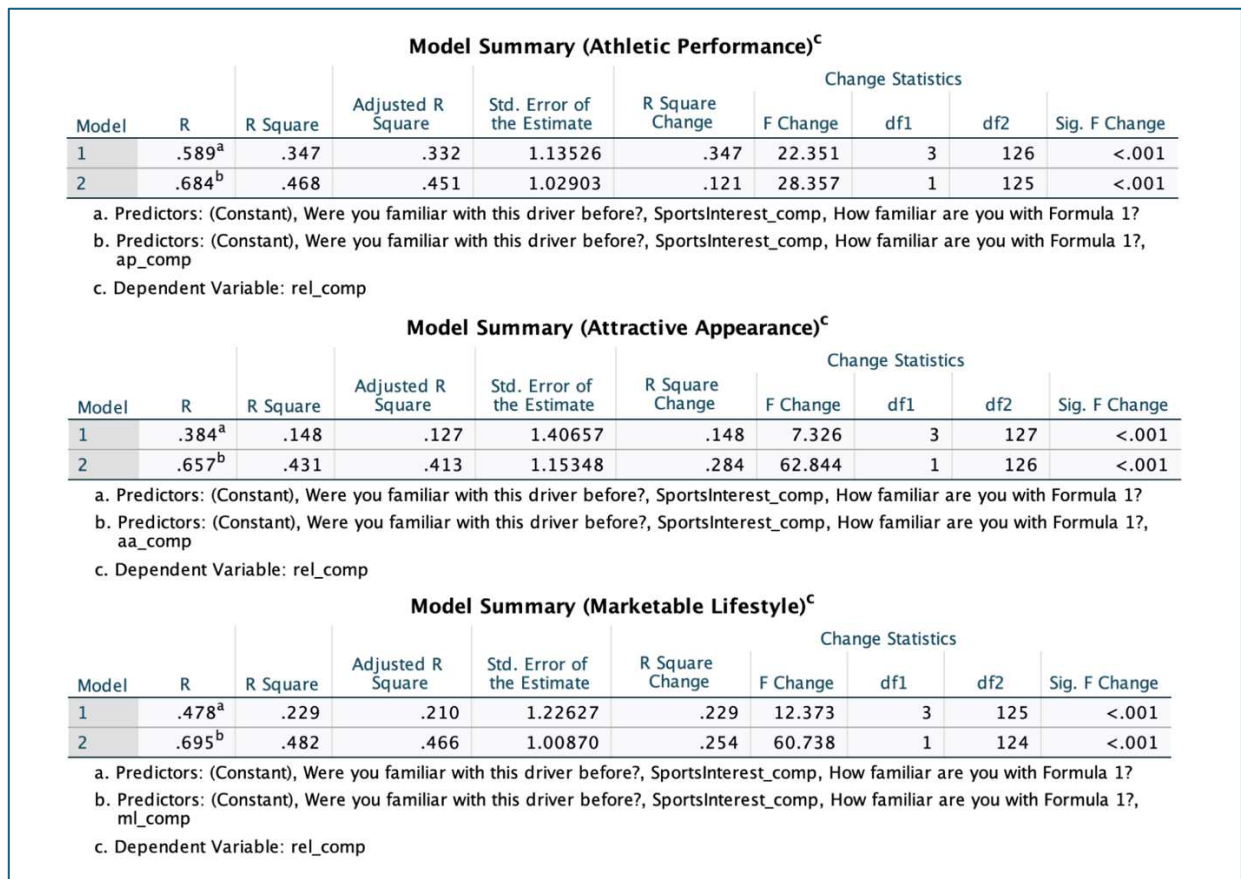 Model Summary (Athletic Performance)c
Change Statistics
Model R R Square Adjusted R Square Std. Error of the Estimate R Square Change F Change df1 df2 Sig. F Change
1 .589a .347 .332 1.13526 .347 22.351 3 126 <.001
2 .684b .468 .451 1.02903 .121 28.357 1 125 <.001
a. Predictors: (Constant), Were you familiar with this driver before?, SportsInterest_comp, How familiar are you with Formula 1?
b. Predictors: (Constant), Were you familiar with this driver before?, SportsInterest_comp, How familiar are you with Formula 1?,
ap_comp
c. Dependent Variable: rel_comp
Model Summary (Attractive Appearance)c
Change Statistics
Model R R Square Adjusted R Square Std. Error of the Estimate R Square Change F Change df1 df2 Sig. F Change
1 .384a .148 .127 1.40657 .148 7.326 3 127 <.001
2 .657b .431 .413 1.15348 .284 62.844 1 126 <.001
a. Predictors: (Constant), Were you familiar with this driver before?, SportsInterest_comp, How familiar are you with Formula 1?
b. Predictors: (Constant), Were you familiar with this driver before?, SportsInterest_comp, How familiar are you with Formula 1?,
aa_comp
c. Dependent Variable: rel_comp
Model Summary (Marketable Lifestyle)c
Change Statistics
Model R R Square Adjusted R Square Std. Error of the Estimate R Square Change F Change df1 df2 Sig. F Change
1 .478a .229 .210 1.22627 .229 12.373 3 125 <.001
2 .695b .482 .466 1.00870 .254 60.738 1 124 <.001
a. Predictors: (Constant), Were you familiar with this driver before?, SportsInterest_comp, How familiar are you with Formula 1?
b. Predictors: (Constant), Were you familiar with this driver before?, SportsInterest_comp, How familiar are you with Formula 1?,
ml_comp
c. Dependent Variable: rel_comp